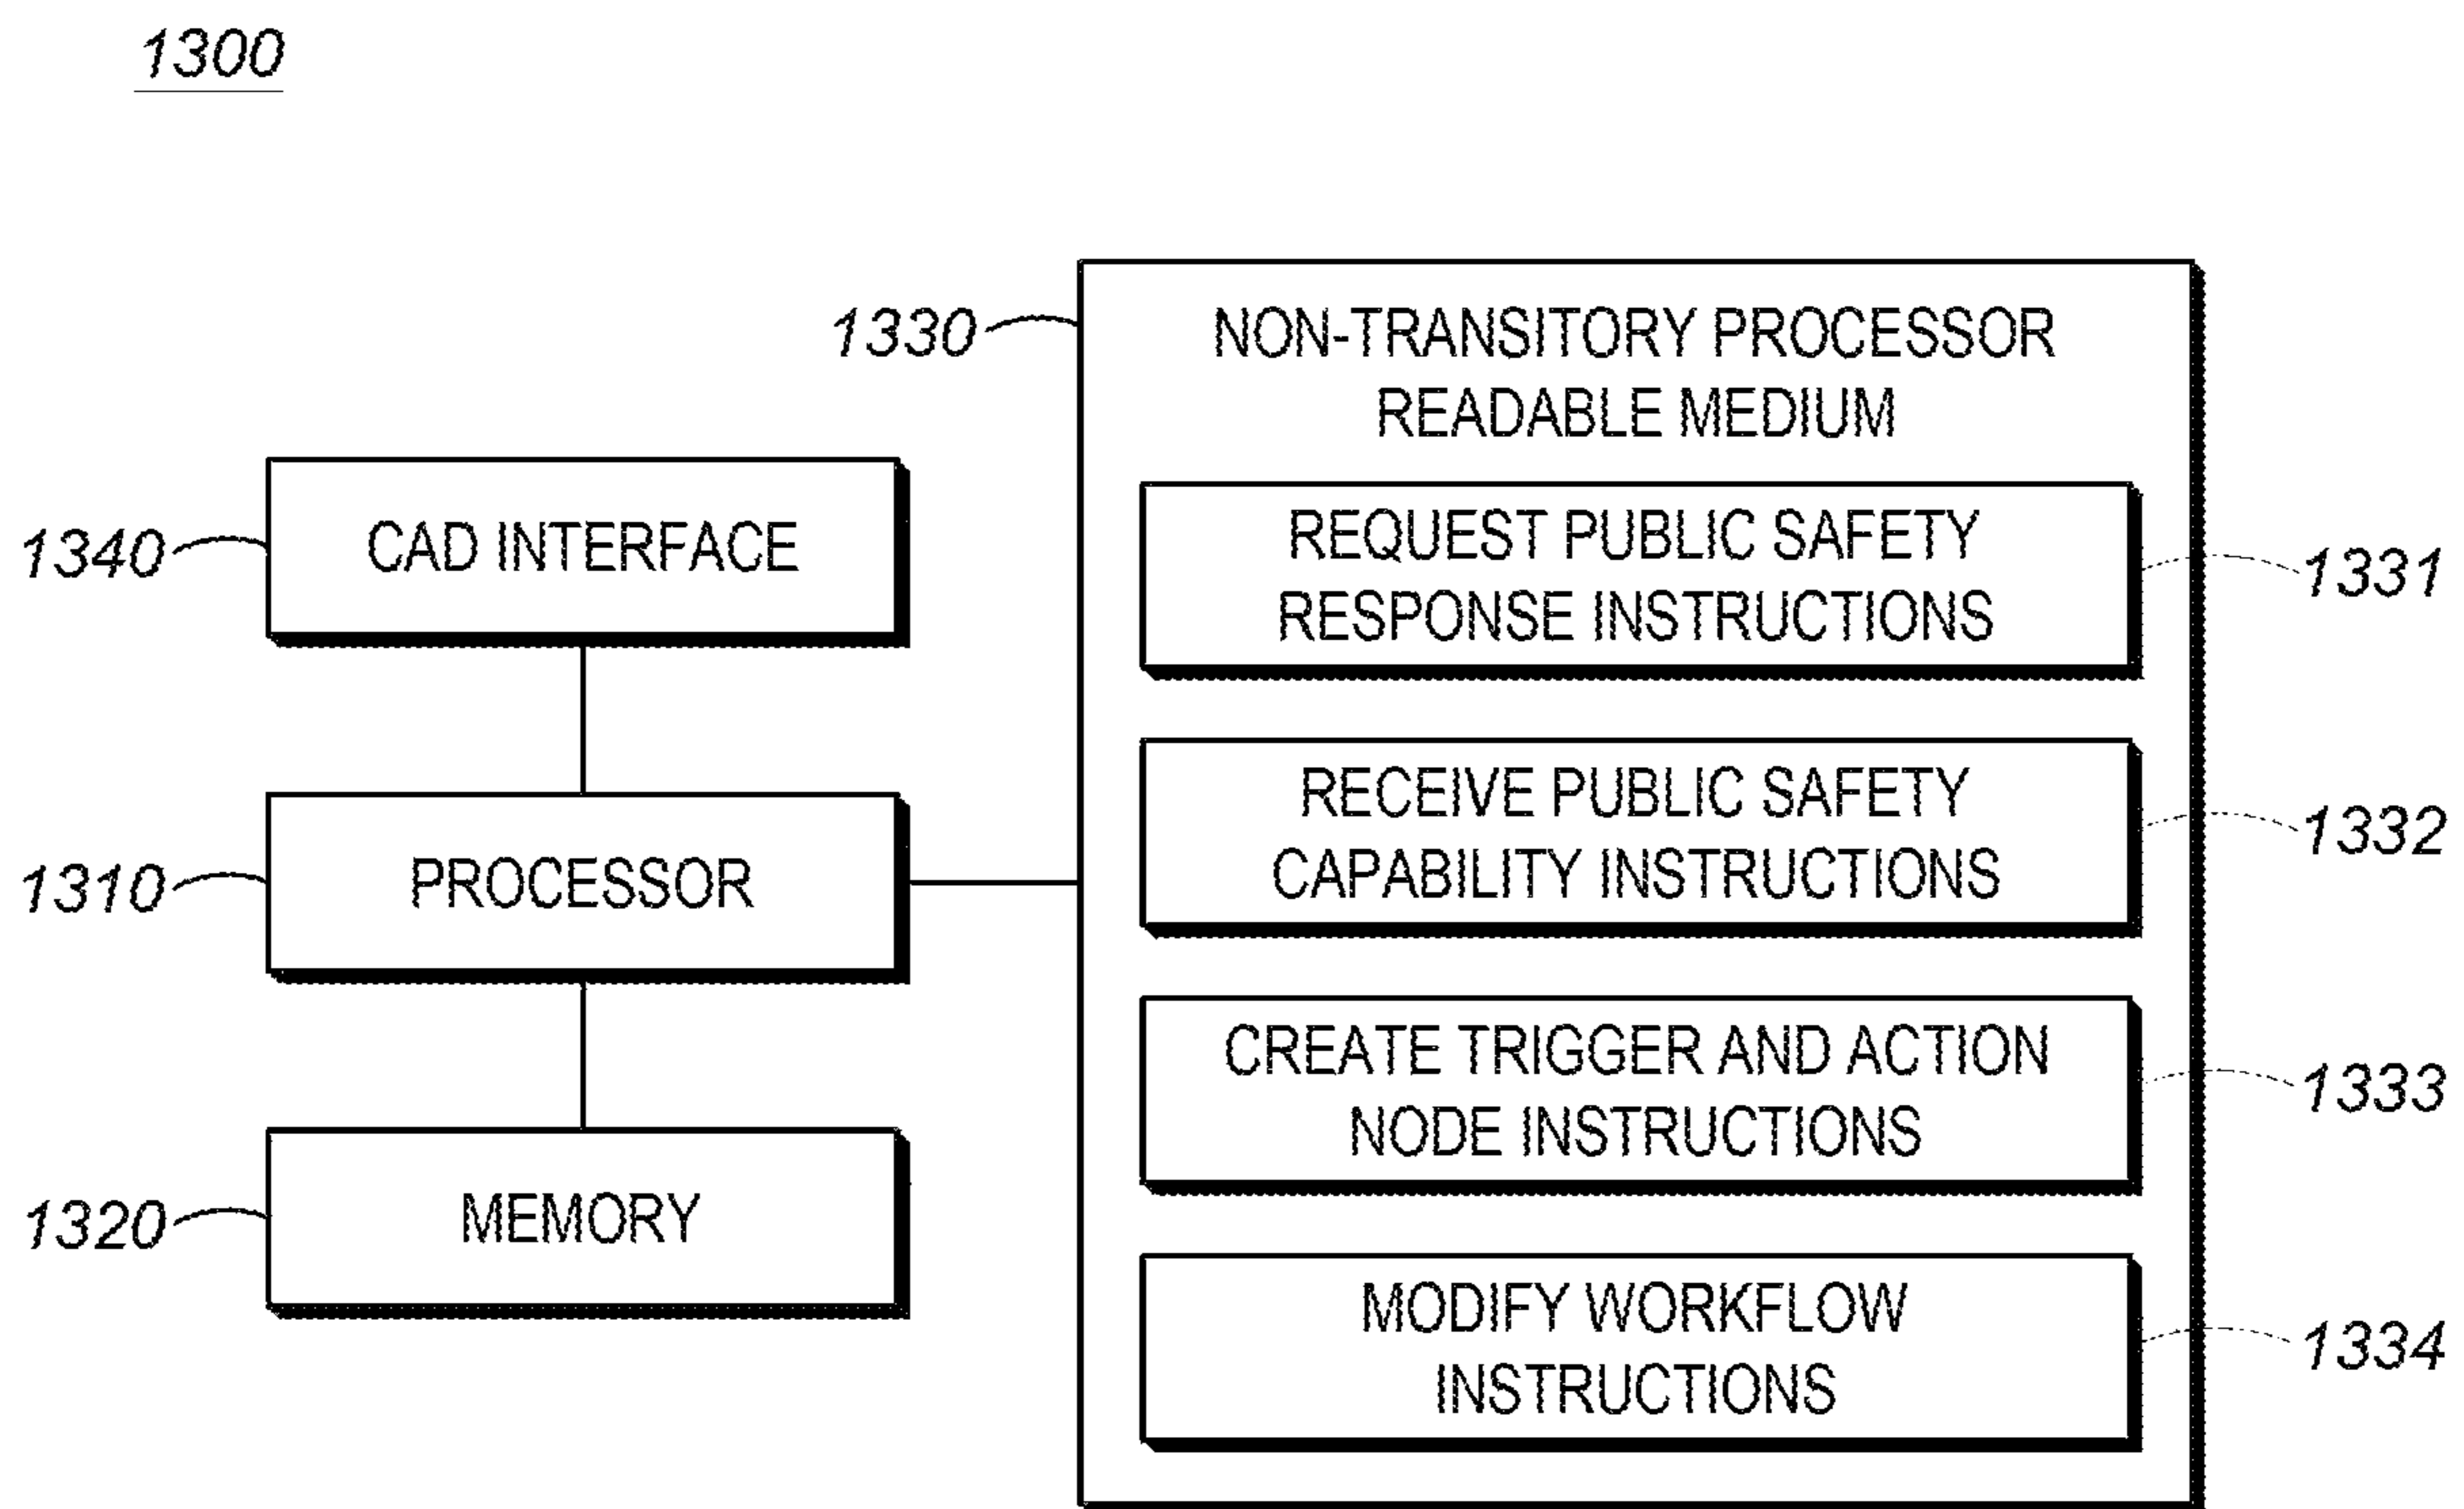 1300
1330
NON-TRANSITORY PROCESSOR
READABLE MEDIUM
1340
CAD INTERFACE
REQUEST PUBLIC SAFETY
RESPONSE INSTRUCTIONS
1331
1310
PROCESSOR
RECEIVE PUBLIC SAFETY
CAPABILITY INSTRUCTIONS
1332
CREATE TRIGGER AND ACTION
NODE INSTRUCTIONS
1333
1320
MEMORY
MODIFY WORKFLOW
INSTRUCTIONS
1334